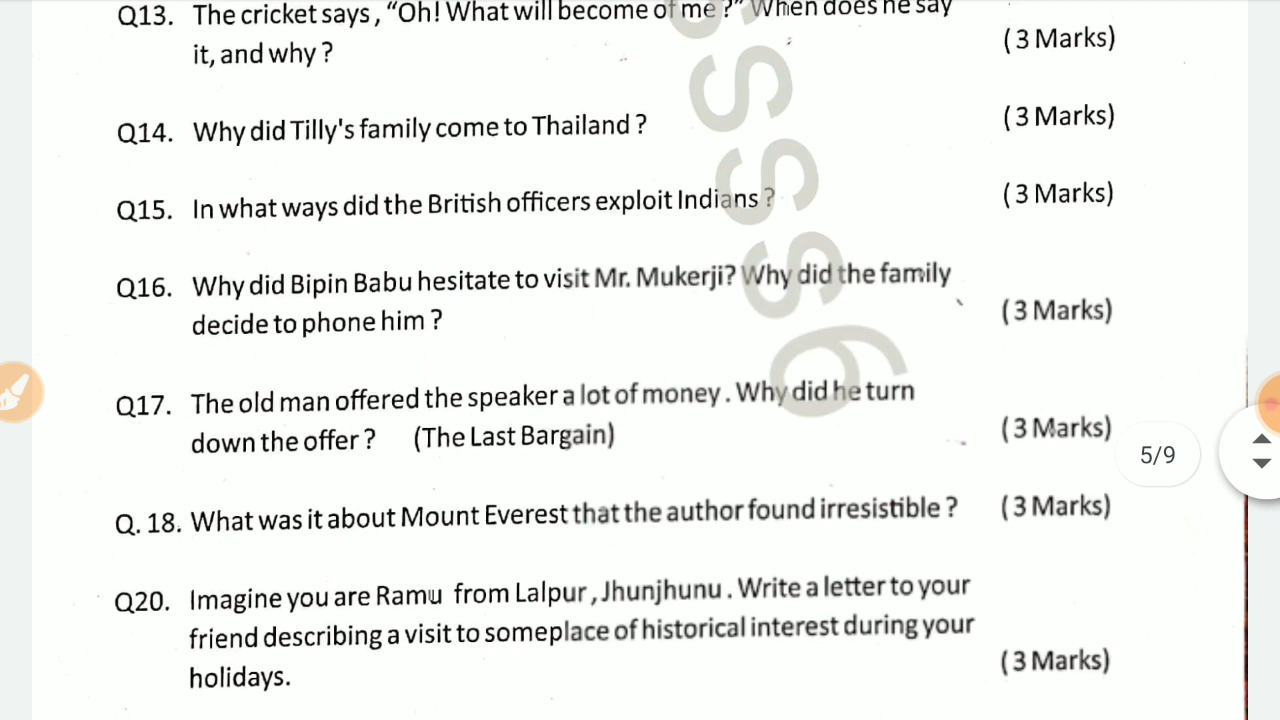 Q13. The cricket says, “Oh! What will become of me ?” When does he say
it, and why ?
(3 Marks)
Q14. Why did Tilly's family come to Thailand ?
(3 Marks)
Q15. In what ways did the British officers exploit Indians ?
(3 Marks)
Q16. Why did Bipin Babu hesitate to visit Mr. Mukerji? Why did the family
decide to phone him ?
(3 Marks)
Q17. The old man offered the speaker a lot of money. Why did he turn
down the offer ? (The Last Bargain)
(3 Marks)
5/9
Q. 18. What was it about Mount Everest that the author found irresistible ?
(3 Marks)
Q20. Imagine you are Ramu from Lalpur, Jhunjhunu. Write a letter to your
friend describing a visit to someplace of historical interest during your
holidays.
(3 Marks)